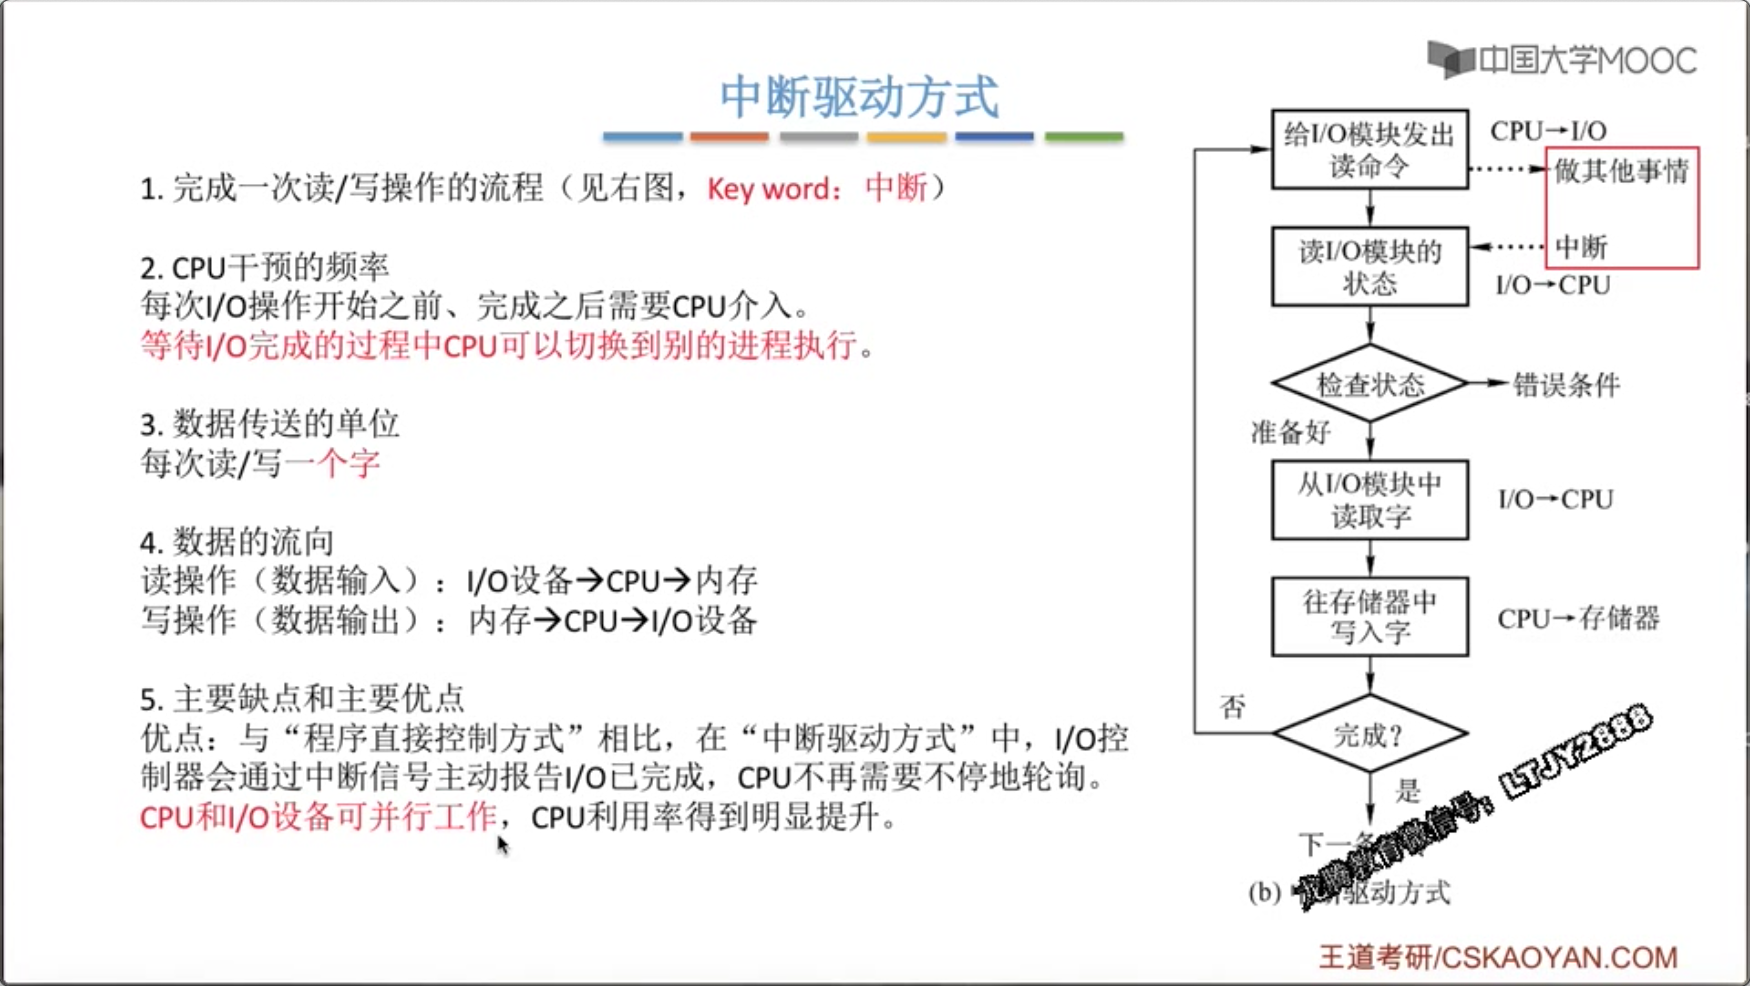 中国大学MOOC
中断驱动方式
1. 完成一次读/写操作的流程（见右图，Key word：中断）
2. CPU干预的频率
每次I/O操作开始之前、完成之后需要CPU介入。
等待I/O完成的过程中CPU可以切换到别的进程执行。
3. 数据传送的单位
每次读/写一个字
4. 数据的流向
读操作（数据输入）：I/O设备→CPU→内存
写操作（数据输出）：内存→CPU→I/O设备
5. 主要缺点和主要优点
优点：与“程序直接控制方式”相比，在“中断驱动方式”中，I/O控
制器会通过中断信号主动报告I/O已完成，CPU不再需要不停地轮询。
CPU和I/O设备可并行工作，CPU利用率得到明显提升。
给I/O模块发出
读命令
CPU→I/O
做其他事情
读I/O模块的
状态
中断
I/O→CPU
检查状态
错误条件
准备好
从I/O模块中
读取字
I/O→CPU
往存储器中
写入字
CPU→存储器
否
完成？
是
下一条
(b) 驱动方式
教育微信号：LTJY2888
王道考研/CSKAOYAN.COM